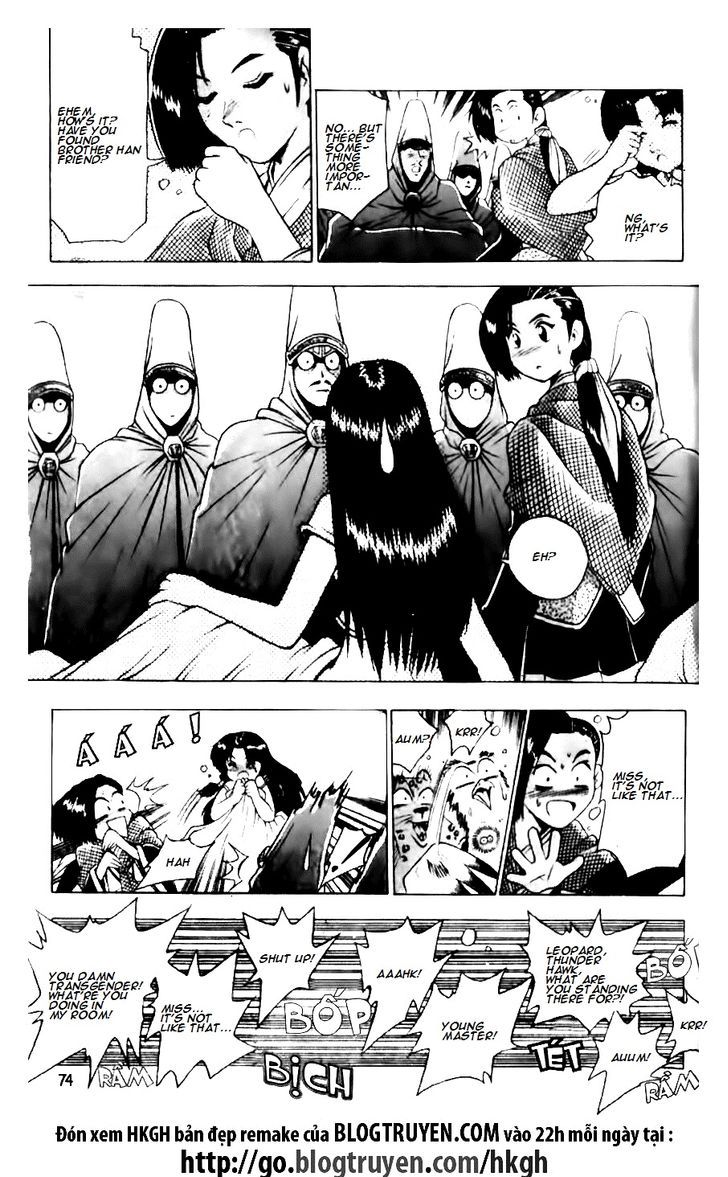 EHEM,
HOW'S IT?
HAVE YOU
FOUND
BROTHER HAN
FRIEND?
NO... BUT
THERE'S
SOME-
THING
MORE
IMPOR-
TAN...
NG,
WHAT'S
IT?
EH?
Á Á Á !
HAH
AUM?
KRR!
MISS,
IT'S NOT
LIKE THAT...
YOU DAMN
TRANSGENDER!
WHAT'RE YOU
DOING IN
MY ROOM!
MISS...
IT'S NOT
LIKE THAT...
SHUT UP!
AAAHK!
YOUNG
MASTER!
LEOPARD,
THUNDER
HAWK,
WHAT ARE
YOU STANDING
THERE FOR?!
AUUM!
KRR!
BỐP
BỊCH
TÉT
RẦM
RẦM
74
Đón xem HKGH bản đẹp remake của BLOGTRUYEN.COM vào 22h mỗi ngày tại :
http://go.blogtruyen.com/hkgh